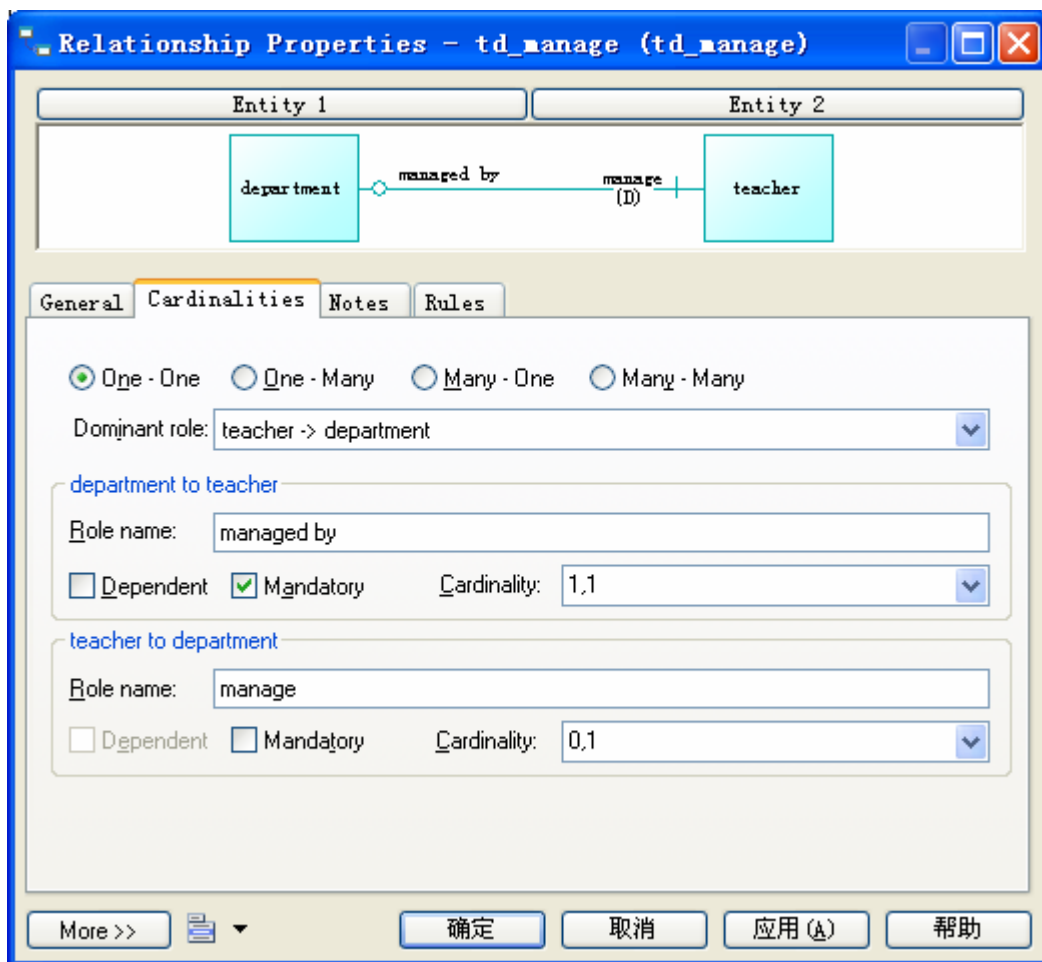 Relationship Properties - td_manage (td_manage)
Entity 1 Entity 2
department managed by manage (D) teacher
General Cardinalities Notes Rules
One - One One - Many Many - One Many - Many
Dominant role: teacher -> department
department to teacher
Role name: managed by
Dependent Mandatory Cardinality: 1,1
teacher to department
Role name: manage
Dependent Mandatory Cardinality: 0,1
More >> 确定 取消 应用(A) 帮助